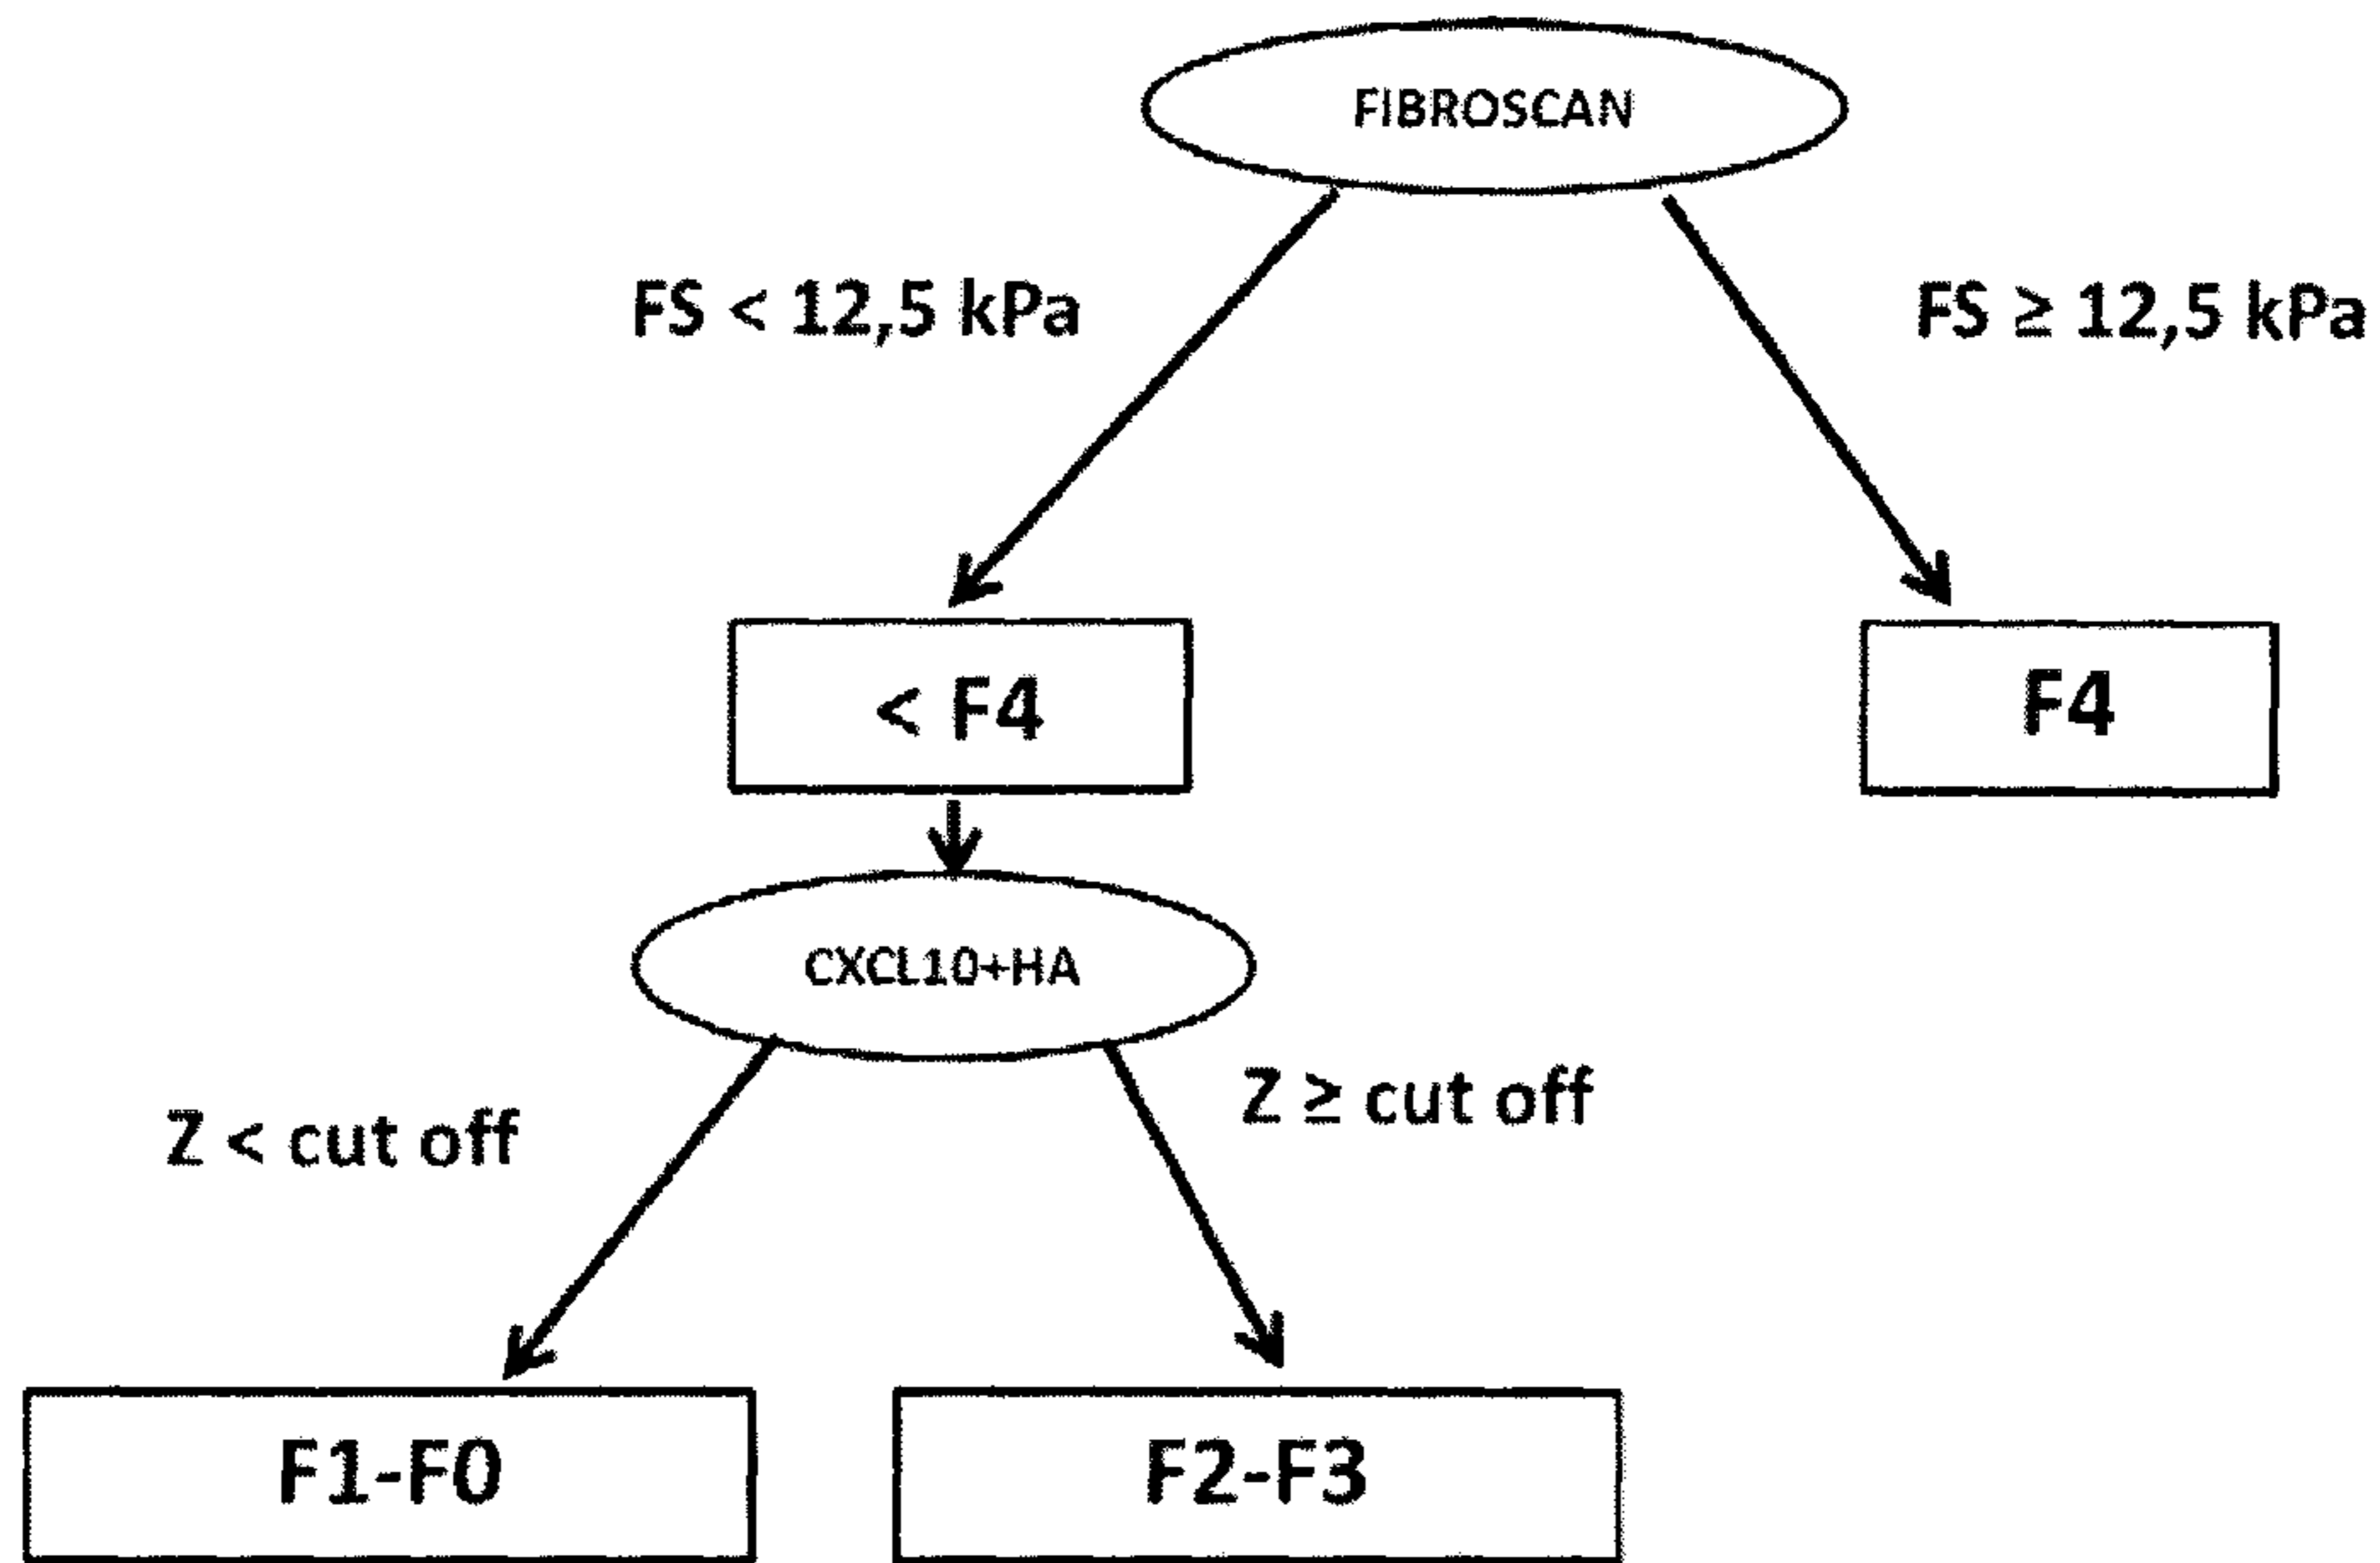 FIBROSCAN
FS < 12,5 kPa
FS ≥ 12,5 kPa
< F4
F4
CXCL10+HA
Z < cut off
Z ≥ cut off
F1-F0
F2-F3